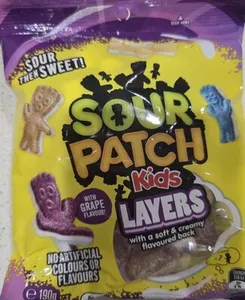 SOUR
THEN SWEET!
SOUR
PATCH
Kids
LAYERS
with a soft & creamy
flavoured back
WITH
GRAPE
FLAVOUR!
NO ARTIFICIAL
COLOURS OR
FLAVOURS
190g